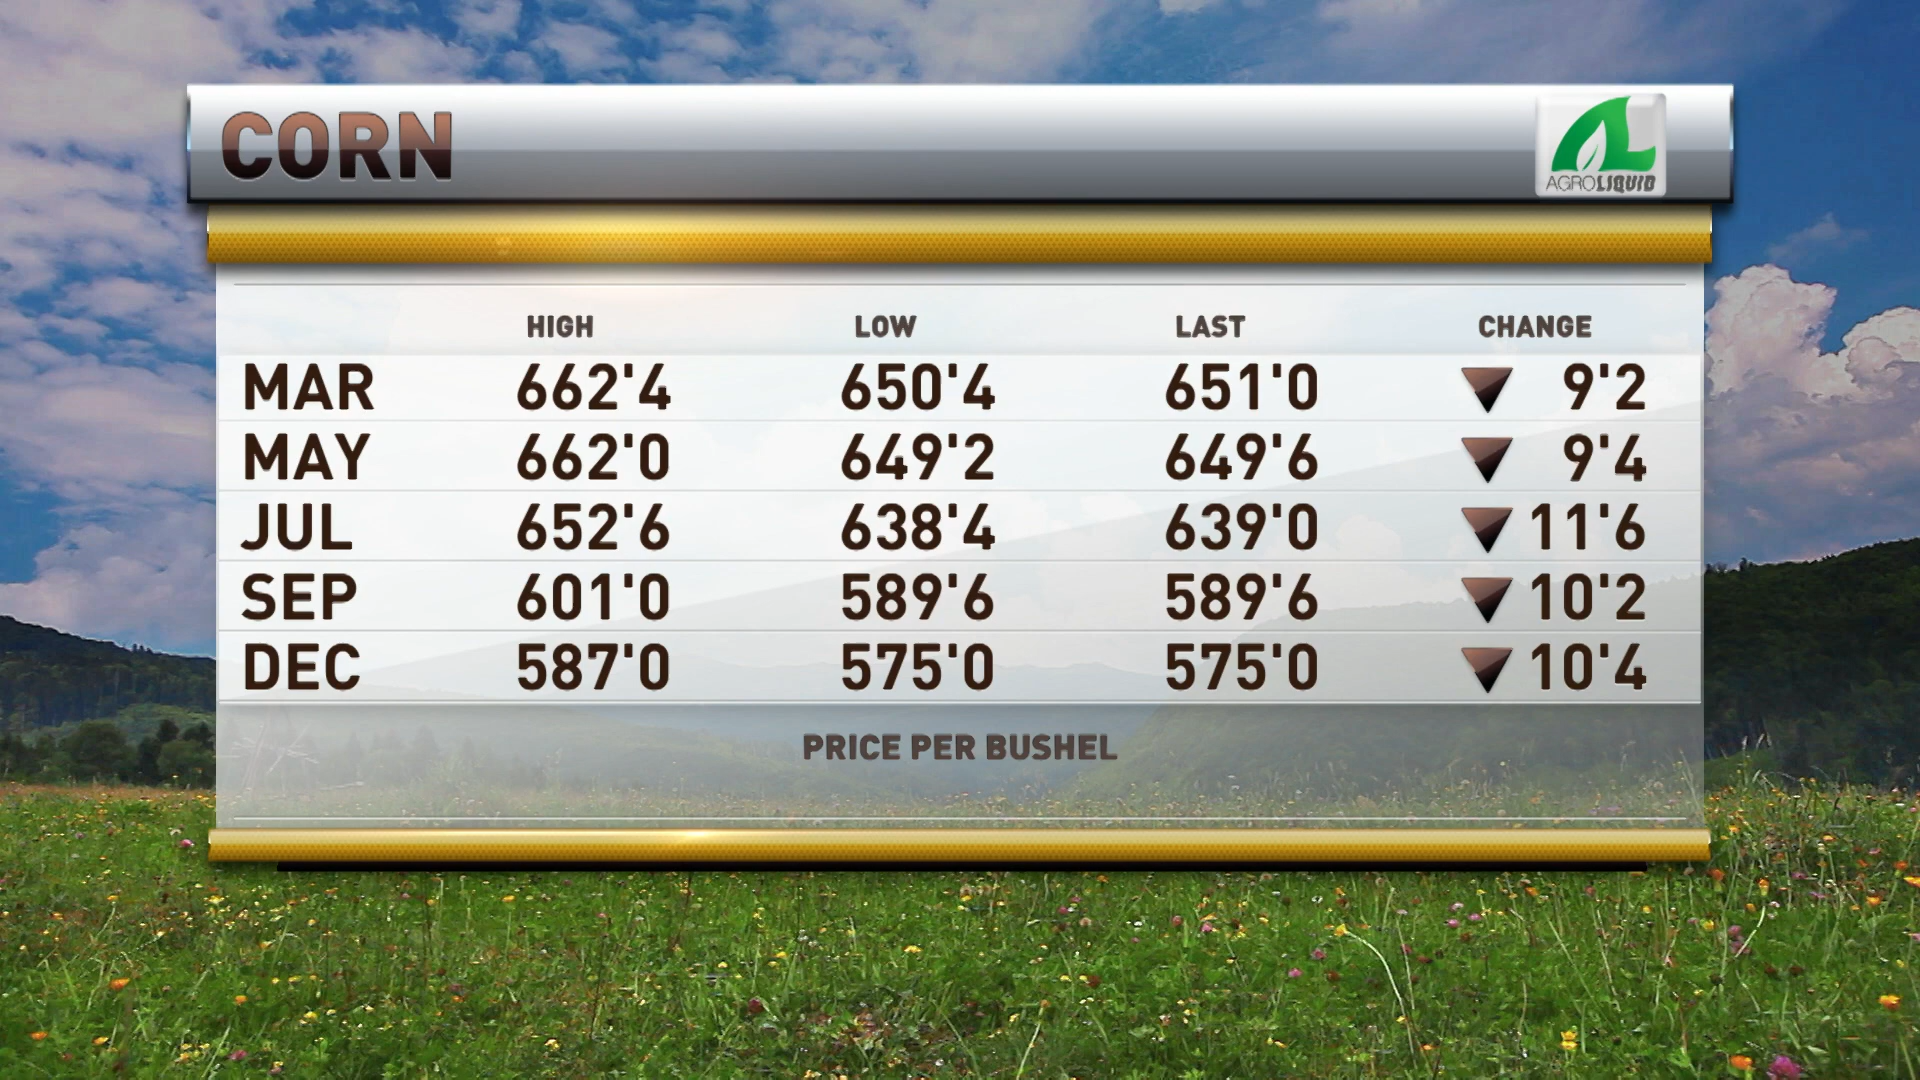 CORN
AGROLIQUID
HIGH LOW LAST CHANGE
MAR 662'4 650'4 651'0 ▼ 9'2
MAY 662'0 649'2 649'6 ▼ 9'4
JUL 652'6 638'4 639'0 ▼ 11'6
SEP 601'0 589'6 589'6 ▼ 10'2
DEC 587'0 575'0 575'0 ▼ 10'4
PRICE PER BUSHEL